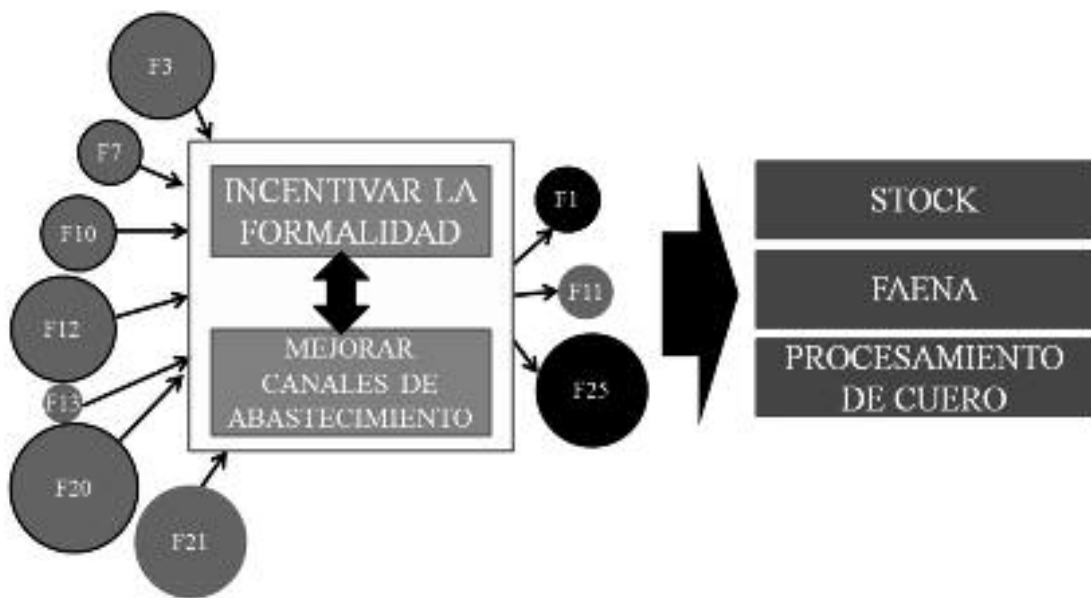 F3
F7
F10
F12
F13
F20
F21
INCENTIVAR LA
FORMALIDAD
MEJORAR
CANALES DE
ABASTECIMIENTO
F1
F11
F25
STOCK
FAENA
PROCESAMIENTO
DE CUERO